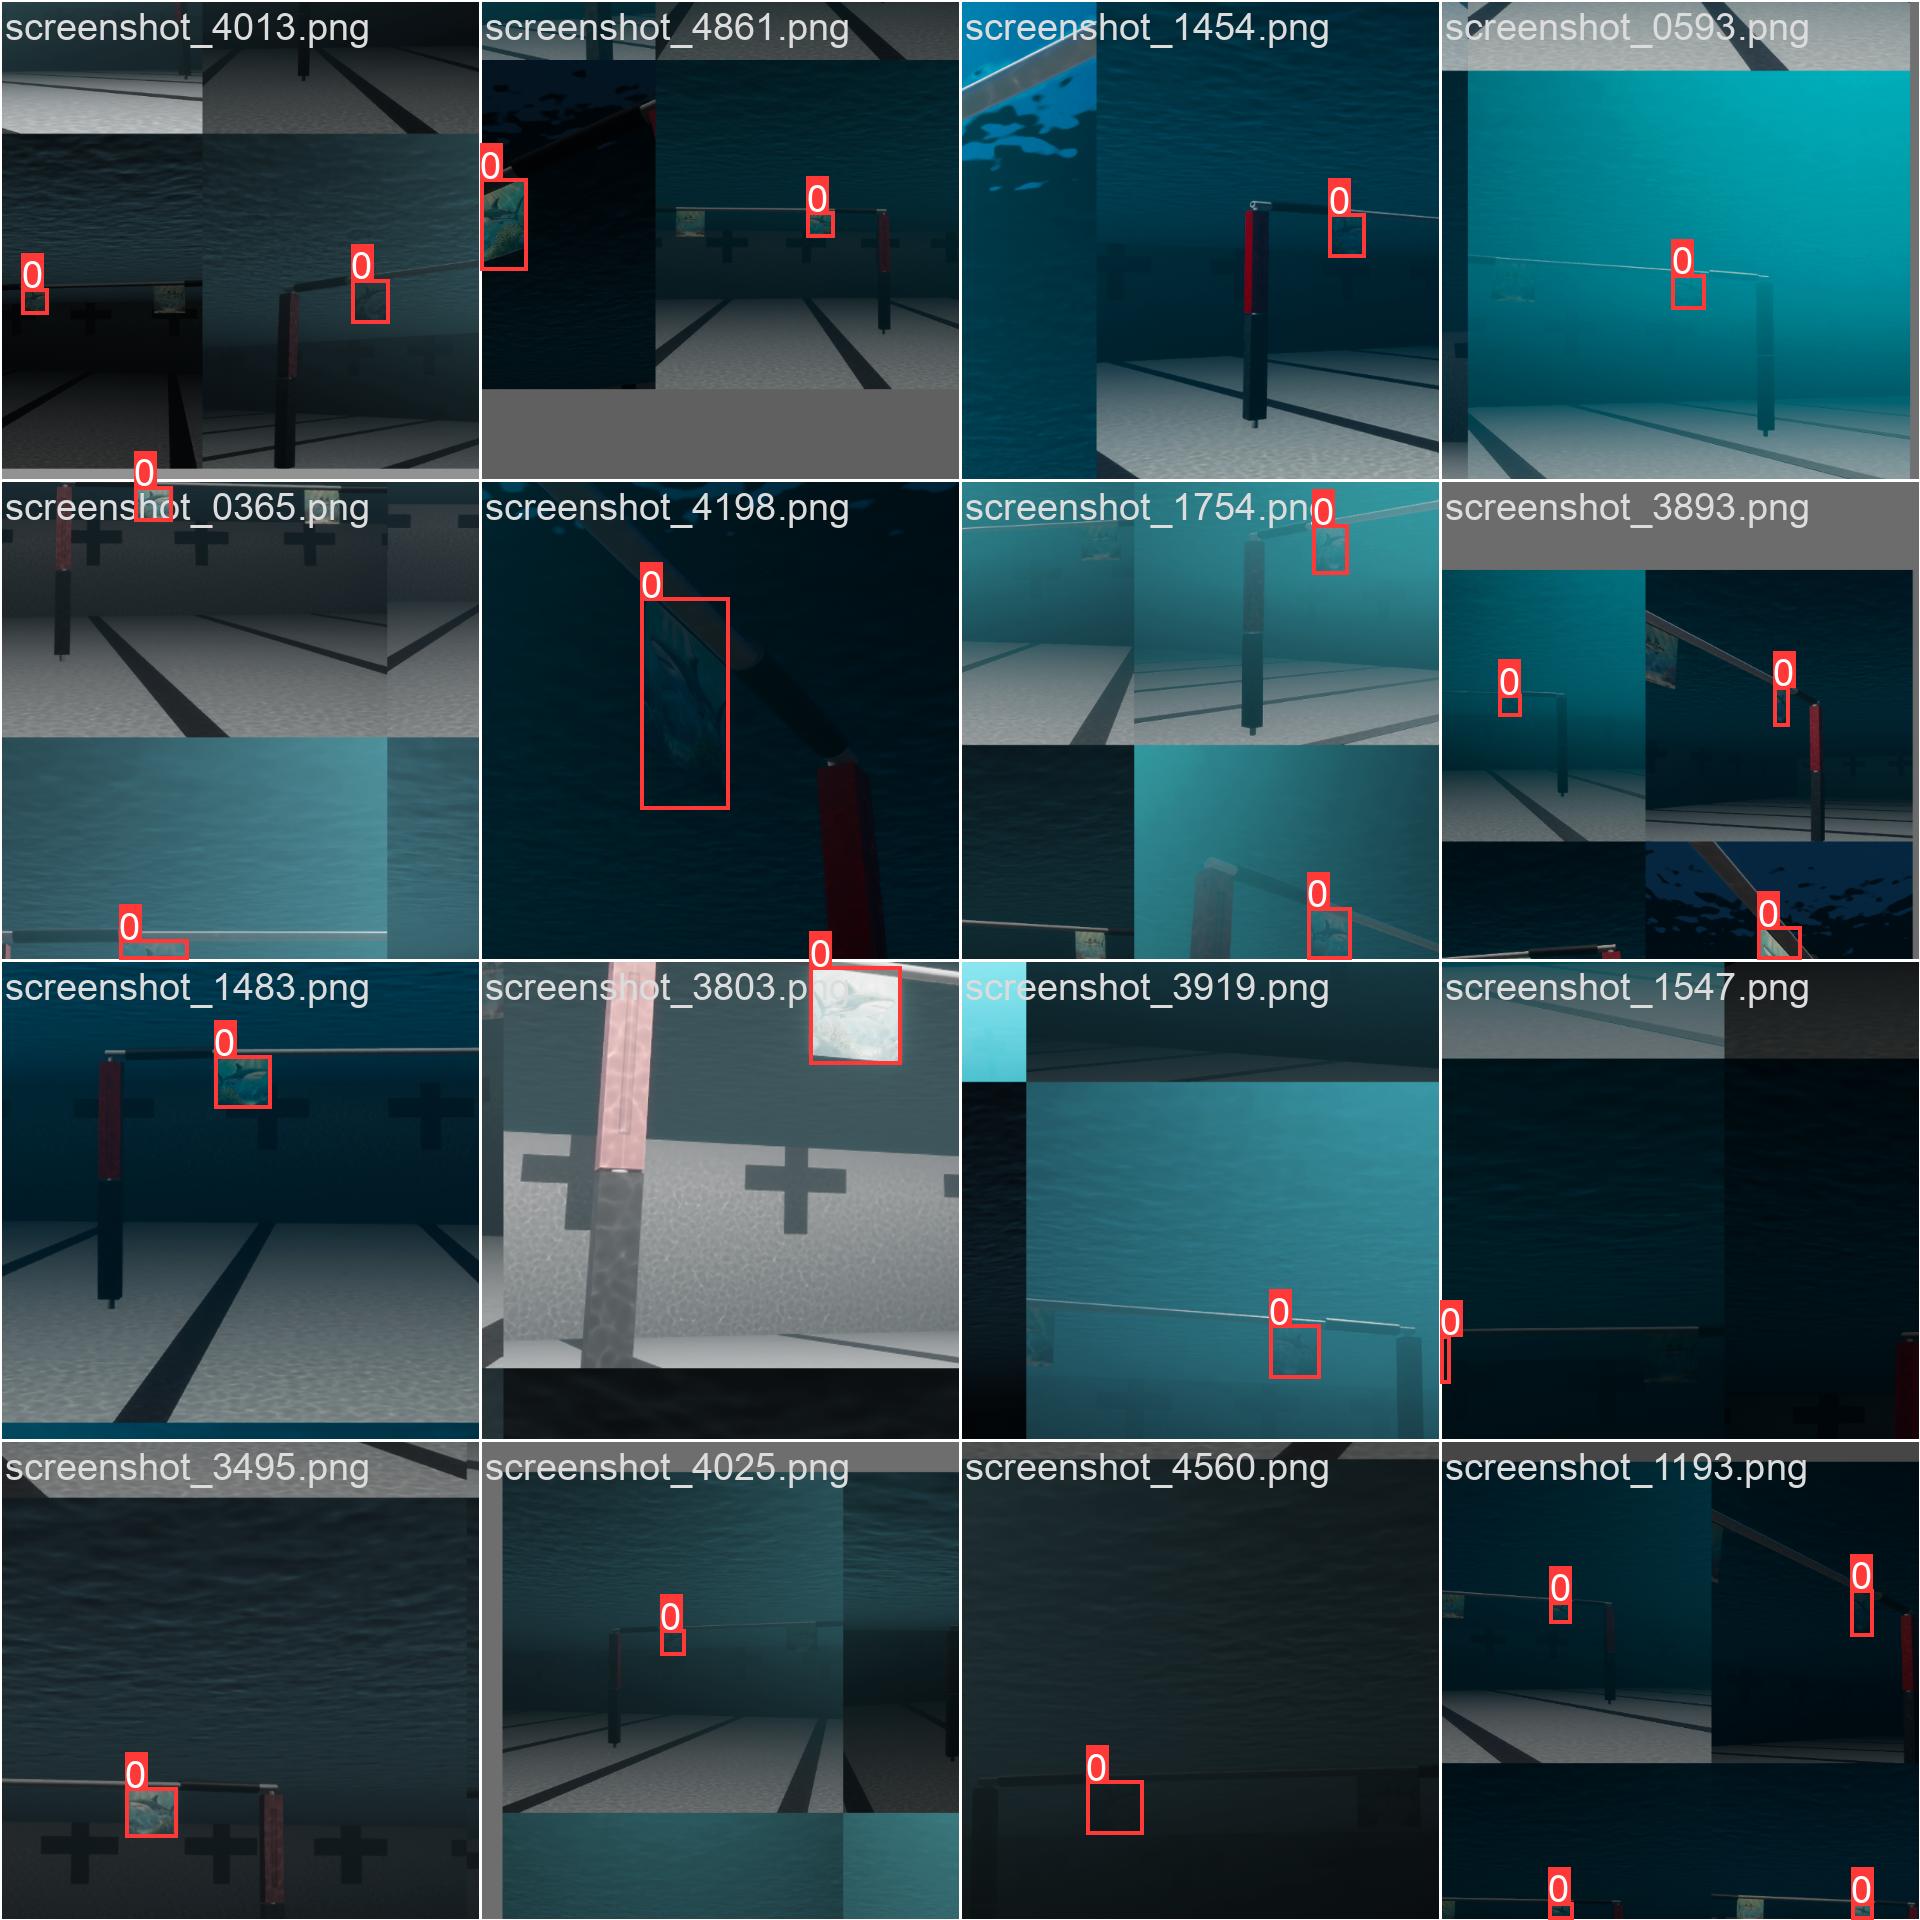 screenshot_4013.png
screenshot_4861.png
screenshot_1454.png
screenshot_0593.png
0
0
0
0
0
0
0
screenshot_0365.png
screenshot_4198.png
screenshot_1754.png
screenshot_3893.png
0
0
0
0
0
0
0
0
0
screenshot_1483.png
screenshot_3803.png
screenshot_3919.png
screenshot_1547.png
0
0
0
0
screenshot_3495.png
screenshot_4025.png
screenshot_4560.png
screenshot_1193.png
0
0
0
0
0
0
0